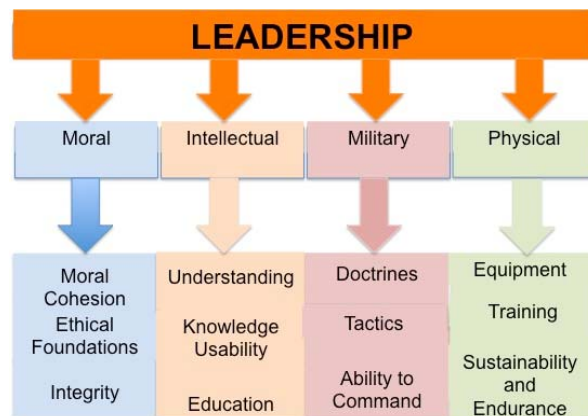 LEADERSHIP
Moral
Intellectual
Military
Physical
Moral
Cohesion
Ethical
Foundations
Integrity
Understanding
Knowledge
Usability
Education
Doctrines
Tactics
Ability to
Command
Equipment
Training
Sustainability
and
Endurance